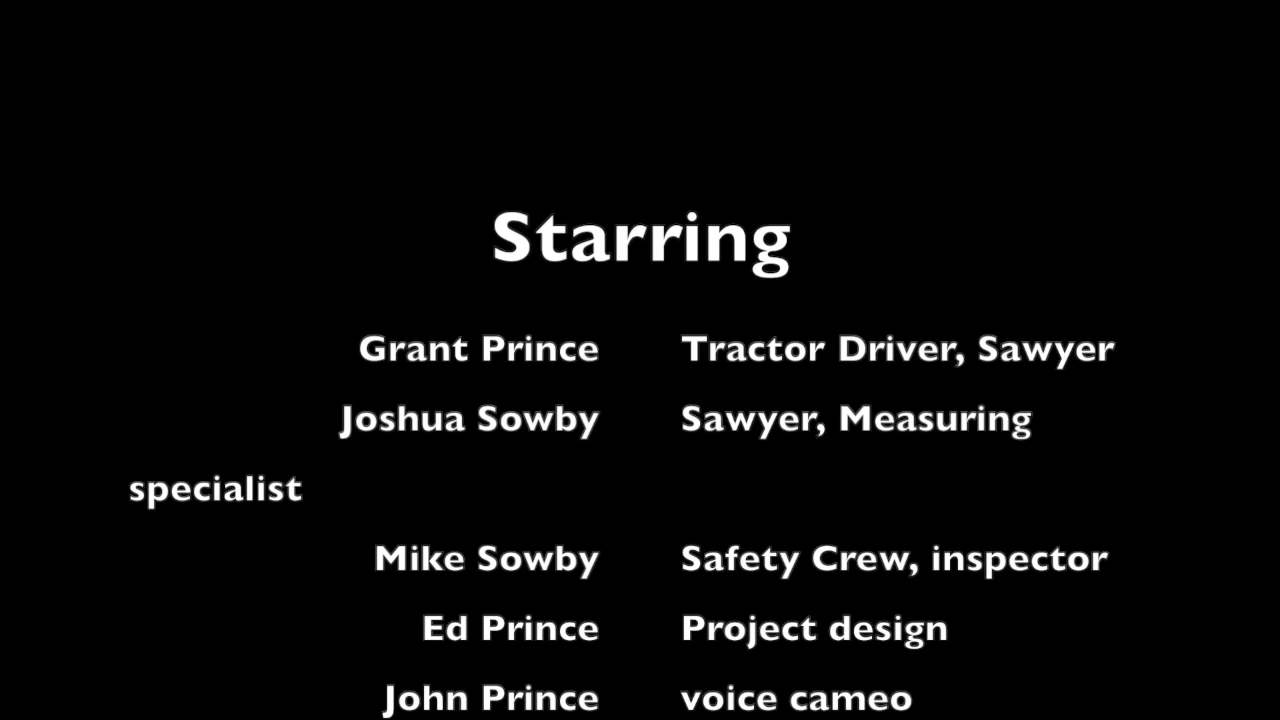 Starring
Grant Prince Tractor Driver, Sawyer
Joshua Sowby Sawyer, Measuring
specialist
Mike Sowby Safety Crew, inspector
Ed Prince Project design
John Prince voice cameo